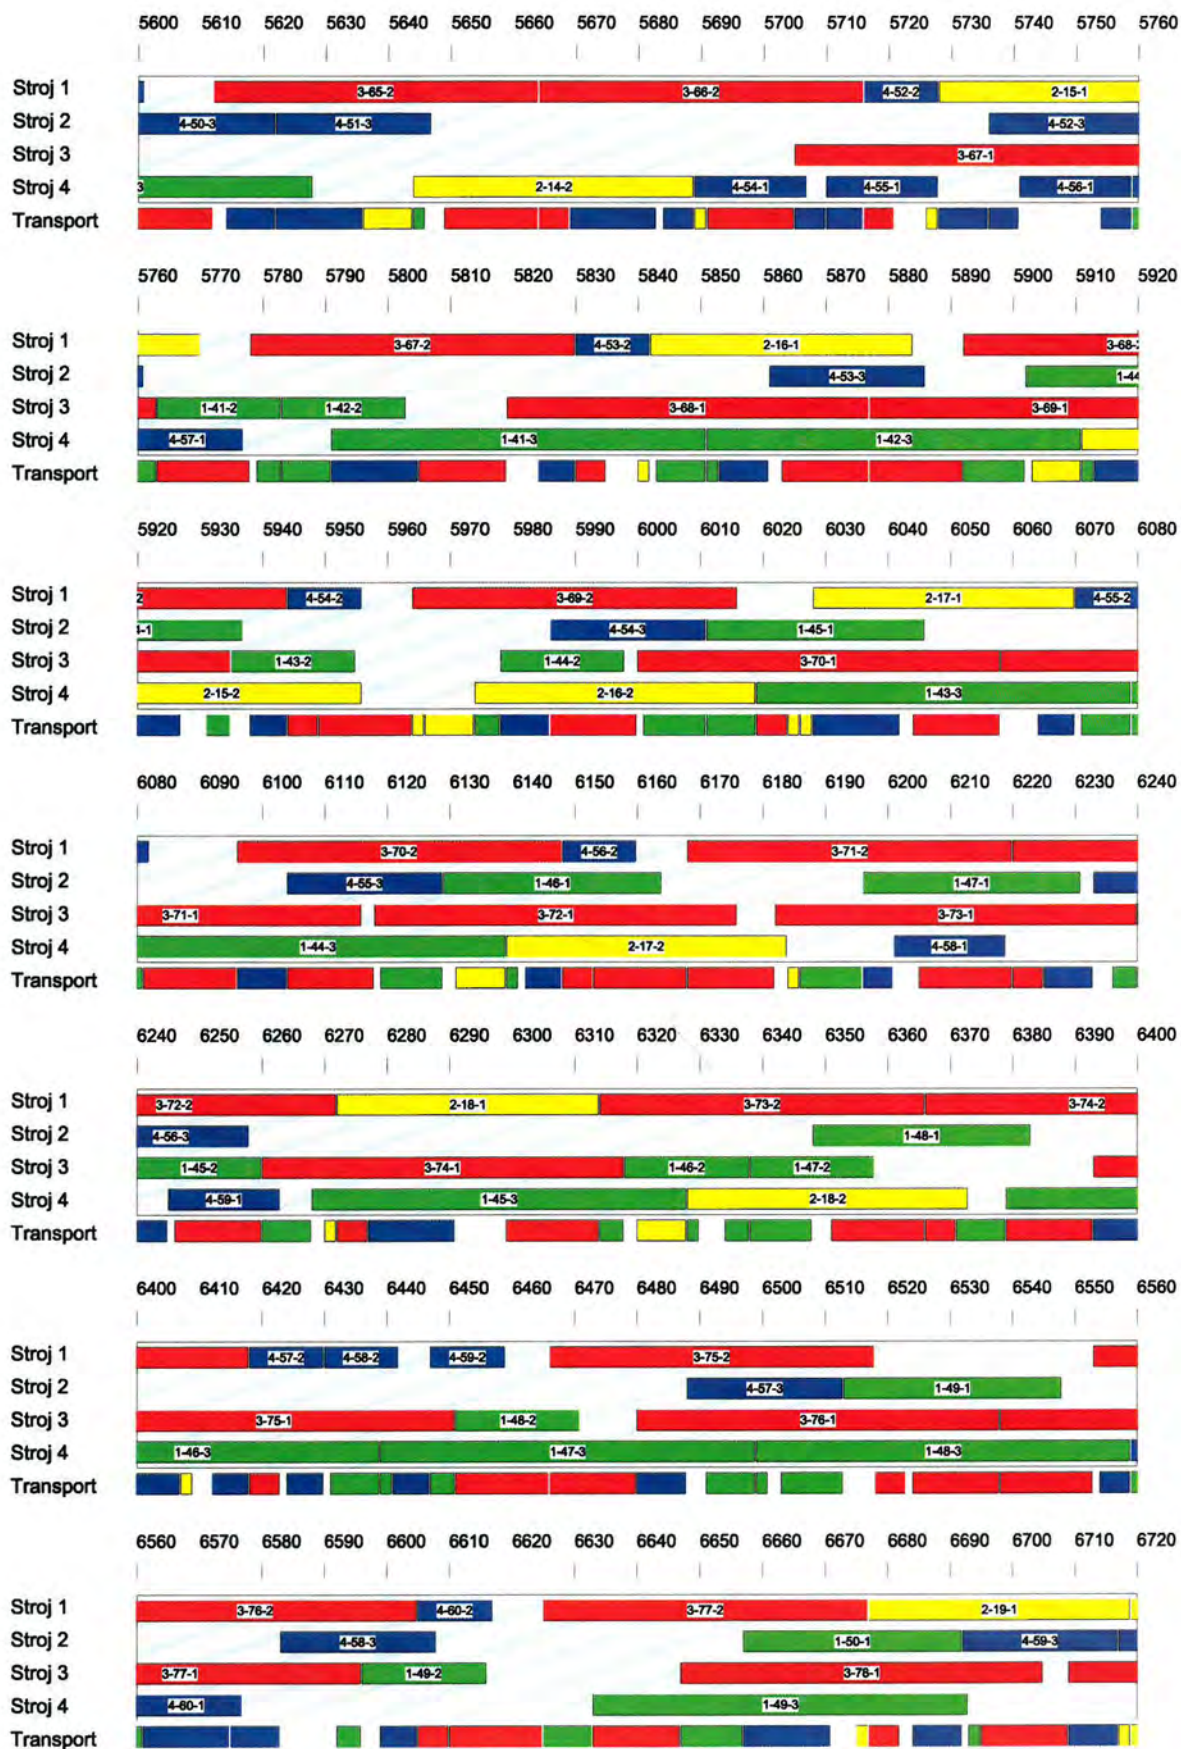 5600 5610 5620 5630 5640 5650 5660 5670 5680 5690 5700 5710 5720 5730 5740 5750 5760
Stroj 1 3-65-2 3-66-2 4-52-2 2-15-1
Stroj 2 4-50-3 4-51-3 4-52-3
Stroj 3 3-67-1
Stroj 4 3 2-14-2 4-54-1 4-55-1 4-56-1
Transport
5760 5770 5780 5790 5800 5810 5820 5830 5840 5850 5860 5870 5880 5890 5900 5910 5920
Stroj 1 3-67-2 4-53-2 2-16-1 3-68-2
Stroj 2 4-53-3 1-44
Stroj 3 1-41-2 1-42-2 3-68-1 3-69-1
Stroj 4 4-57-1 1-41-3 1-42-3
Transport
5920 5930 5940 5950 5960 5970 5980 5990 6000 6010 6020 6030 6040 6050 6060 6070 6080
Stroj 1 2 4-54-2 3-69-2 2-17-1 4-55-2
Stroj 2 4-1 4-54-3 1-45-1
Stroj 3 1-43-2 1-44-2 3-70-1
Stroj 4 2-15-2 2-16-2 1-43-3
Transport
6080 6090 6100 6110 6120 6130 6140 6150 6160 6170 6180 6190 6200 6210 6220 6230 6240
Stroj 1 3-70-2 4-56-2 3-71-2
Stroj 2 4-55-3 1-46-1 1-47-1
Stroj 3 3-71-1 3-72-1 3-73-1
Stroj 4 1-44-3 2-17-2 4-58-1
Transport
6240 6250 6260 6270 6280 6290 6300 6310 6320 6330 6340 6350 6360 6370 6380 6390 6400
Stroj 1 3-72-2 2-18-1 3-73-2 3-74-2
Stroj 2 4-56-3 1-48-1
Stroj 3 1-45-2 3-74-1 1-46-2 1-47-2
Stroj 4 4-59-1 1-45-3 2-18-2
Transport
6400 6410 6420 6430 6440 6450 6460 6470 6480 6490 6500 6510 6520 6530 6540 6550 6560
Stroj 1 4-57-2 4-58-2 4-59-2 3-75-2
Stroj 2 4-57-3 1-49-1
Stroj 3 3-75-1 1-48-2 3-76-1
Stroj 4 1-46-3 1-47-3 1-48-3
Transport
6560 6570 6580 6590 6600 6610 6620 6630 6640 6650 6660 6670 6680 6690 6700 6710 6720
Stroj 1 3-76-2 4-60-2 3-77-2 2-19-1
Stroj 2 4-58-3 1-50-1 4-59-3
Stroj 3 3-77-1 1-49-2 3-78-1
Stroj 4 4-60-1 1-49-3
Transport